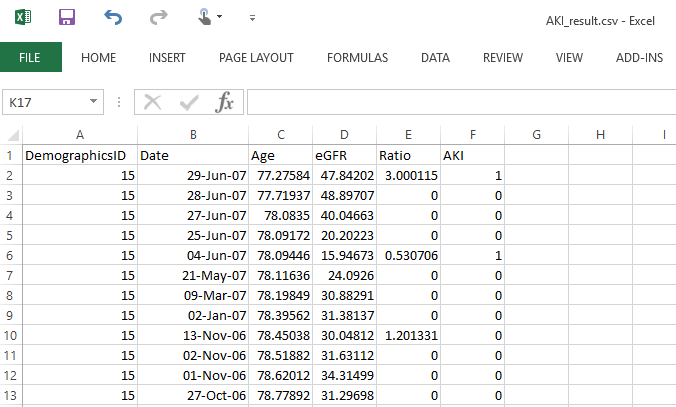 AKI_result.csv - Excel
FILE HOME INSERT PAGE LAYOUT FORMULAS DATA REVIEW VIEW ADD-INS
K17 fx
A B C D E F G H I
1 DemographicsID Date Age eGFR Ratio AKI
2 15 29-Jun-07 77.27584 47.84202 3.000115 1
3 15 28-Jun-07 77.71937 48.89707 0 0
4 15 27-Jun-07 78.0835 40.04663 0 0
5 15 25-Jun-07 78.09172 20.20223 0 0
6 15 04-Jun-07 78.09446 15.94673 0.530706 1
7 15 21-May-07 78.11636 24.0926 0 0
8 15 09-Mar-07 78.19849 30.88291 0 0
9 15 02-Jan-07 78.39562 31.38137 0 0
10 15 13-Nov-06 78.45038 30.04812 1.201331 0
11 15 02-Nov-06 78.51882 31.63112 0 0
12 15 01-Nov-06 78.62012 34.31499 0 0
13 15 27-Oct-06 78.77892 31.29698 0 0